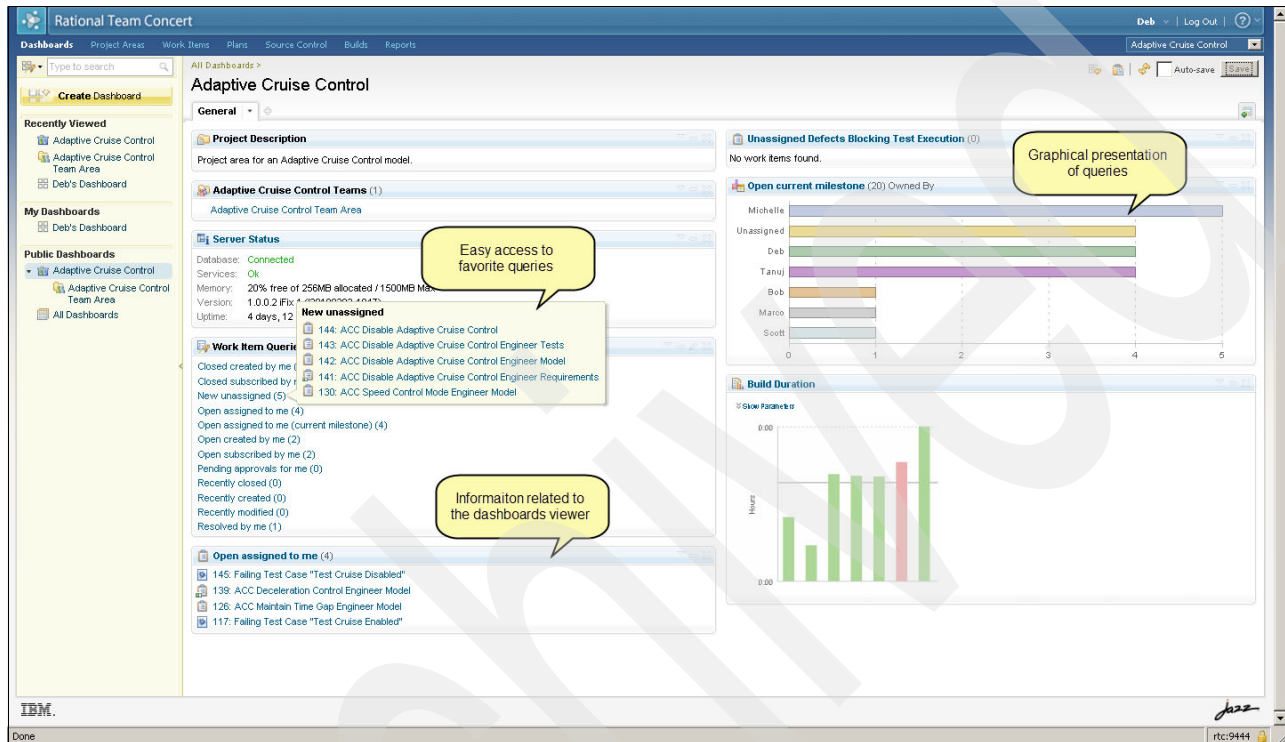 Rational Team Concert
Deb | Log Out |
Dashboards Project Areas Work Items Plans Source Control Builds Reports
Adaptive Cruise Control
Type to search
Create Dashboard
Recently Viewed
Adaptive Cruise Control
Adaptive Cruise Control
Team Area
Deb's Dashboard
My Dashboards
Deb's Dashboard
Public Dashboards
Adaptive Cruise Control
Adaptive Cruise Control
Team Area
All Dashboards
All Dashboards >
Adaptive Cruise Control
Auto-save Save
General
Project Description
Project area for an Adaptive Cruise Control model.
Adaptive Cruise Control Teams (1)
Adaptive Cruise Control Team Area
Server Status
Database: Connected
Services: Ok
Memory: 20% free of 256MB allocated / 1500MB
Version: 1.0.0.2 iFix 1
Uptime: 4 days, 12
Easy access to
favorite queries
New unassigned
144: ACC Disable Adaptive Cruise Control
143: ACC Disable Adaptive Cruise Control Engineer Tests
142: ACC Disable Adaptive Cruise Control Engineer Model
141: ACC Disable Adaptive Cruise Control Engineer Requirements
130: ACC Speed Control Mode Engineer Model
Work Item Querie
Closed created by me
Closed subscribed by
New unassigned (5)
Open assigned to me (4)
Open assigned to me (current milestone) (4)
Open created by me (2)
Open subscribed by me (2)
Pending approvals for me (0)
Recently closed (0)
Recently created (0)
Recently modified (0)
Resolved by me (1)
Informaiton related to
the dashboards viewer
Open assigned to me (4)
145: Failing Test Case "Test Cruise Disabled"
139: ACC Deceleration Control Engineer Model
126: ACC Maintain Time Gap Engineer Model
117: Failing Test Case "Test Cruise Enabled"
Unassigned Defects Blocking Test Execution (0)
No work items found.
Graphical presentation
of queries
Open current milestone (20) Owned By
Michelle
Unassigned
Deb
Tanuj
Bob
Marco
Scott
0 1 2 3 4 5
Build Duration
Show Parameters
0:00
Hours
0:00
IBM.
jazz
Done
rtc:9444